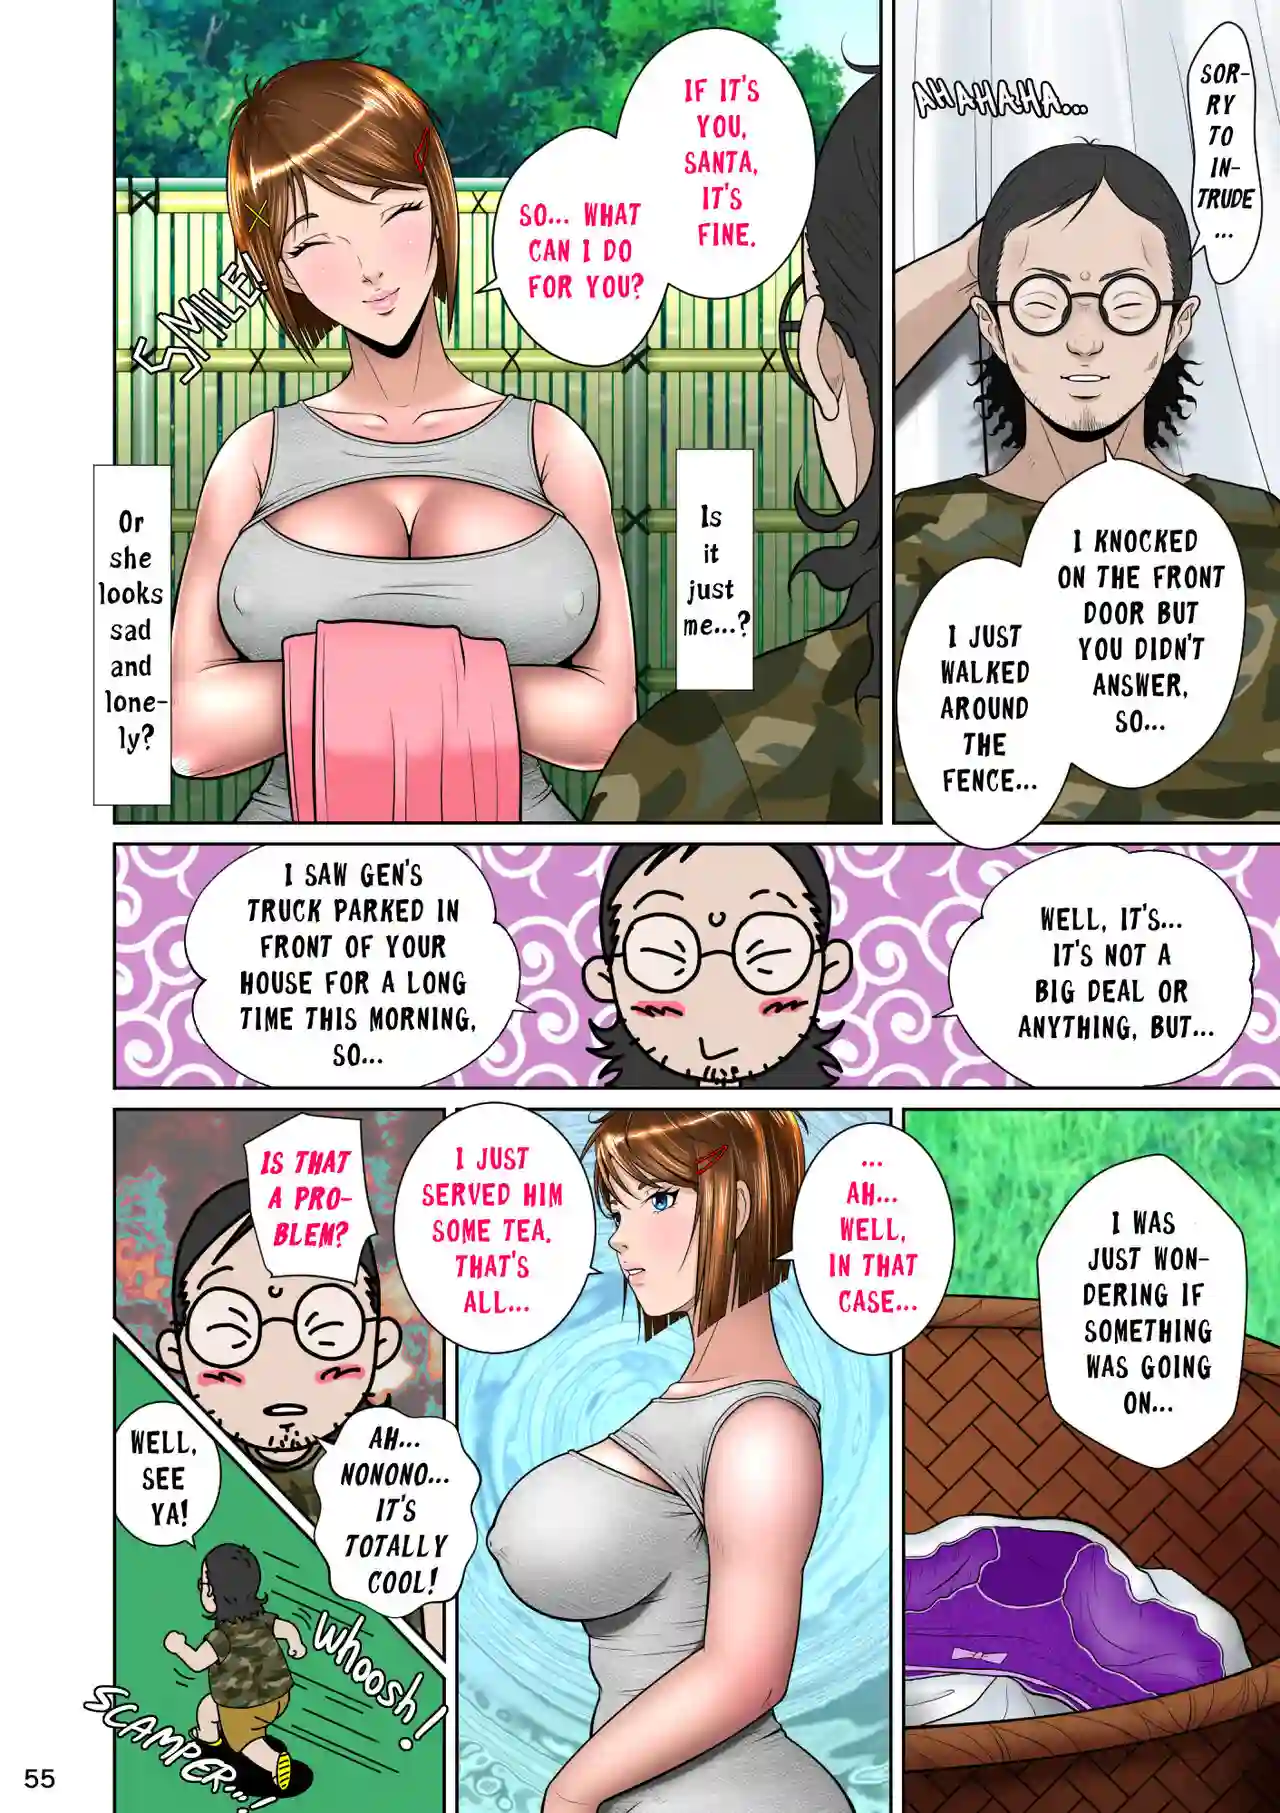 SOR-
RY
TO
IN-
TRUDE
...
AHAHAHA...
I KNOCKED
ON THE FRONT
DOOR BUT
YOU DIDN'T
ANSWER,
SO...
I JUST
WALKED
AROUND
THE
FENCE...
IF IT'S
YOU,
SANTA,
IT'S
FINE.
SO... WHAT
CAN I DO
FOR YOU?
SMILE!
Is
it
just
me...?
Or
she
looks
sad
and
lone-
ly?
WELL, IT'S...
IT'S NOT A
BIG DEAL OR
ANYTHING, BUT...
I SAW GEN'S
TRUCK PARKED IN
FRONT OF YOUR
HOUSE FOR A LONG
TIME THIS MORNING,
SO...
I WAS
JUST WON-
DERING IF
SOMETHING
WAS GOING
ON...
...
AH...
WELL,
IN THAT
CASE...
I JUST
SERVED HIM
SOME TEA.
THAT'S
ALL...
IS THAT
A PRO-
BLEM?
AH...
NONONO...
IT'S
TOTALLY
COOL!
WELL,
SEE
YA!
WHOOSH!
SCAMPER...!
55